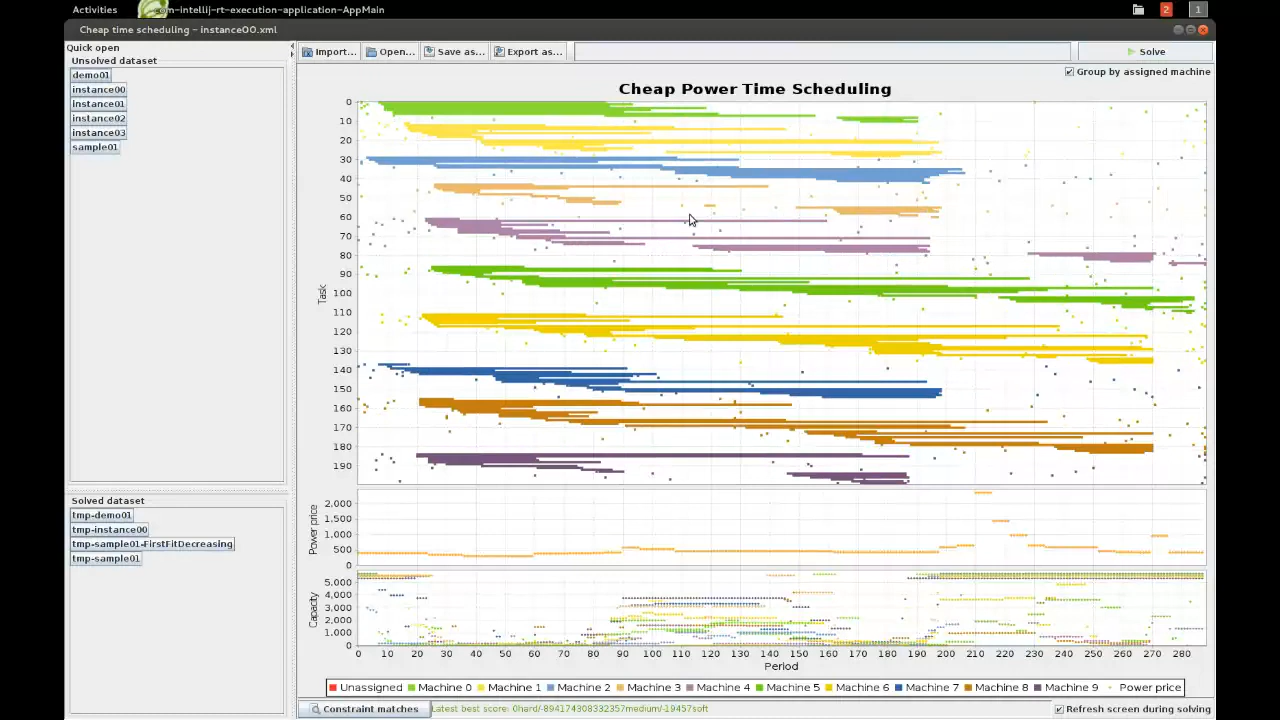 Activities com-intellij-rt-execution-application-AppMain 2 1
Cheap time scheduling – instance00.xml
Quick open
Unsolved dataset
demo01
instance00
instance01
instance02
instance03
sample01
Solved dataset
tmp-demo01
tmp-instance00
tmp-sample01-FirstFitDecreasing
tmp-sample01
Import... Open... Save as... Export as... Solve
Group by assigned machine
Cheap Power Time Scheduling
Task
0
10
20
30
40
50
60
70
80
90
100
110
120
130
140
150
160
170
180
190
Power price
2.000
1.500
1.000
500
0
Capacity
5.000
4.000
3.000
2.000
1.000
0
0 10 20 30 40 50 60 70 80 90 100 110 120 130 140 150 160 170 180 190 200 210 220 230 240 250 260 270 280
Period
Unassigned Machine 0 Machine 1 Machine 2 Machine 3 Machine 4 Machine 5 Machine 6 Machine 7 Machine 8 Machine 9 Power price
Constraint matches Latest best score: 0hard/-894174308332357medium/-19457soft Refresh screen during solving